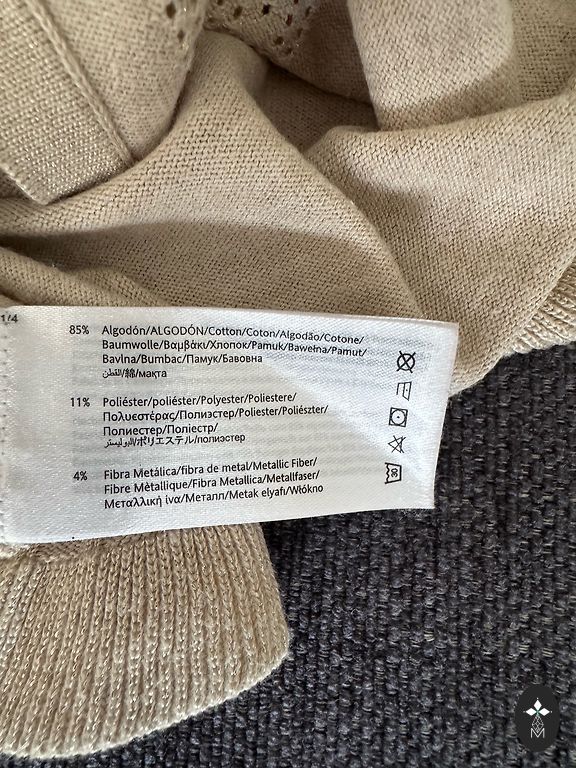 1/4
85% Algodón/ALGODÓN/Cotton/Coton/Algodão/Cotone/
Baumwolle/Βαμβάκι/Хлопок/Pamuk/Bawełna/Pamut/
Bavlna/Bumbac/Памук/Бавовна
القطن/綿/мақта
11% Poliéster/poliéster/Polyester/Poliestere/
Πολυεστέρας/Полиэстер/Poliester/Poliészter/
Полиестер/Поліестр/
البوليستر/ポリエステル/полиэстер
4% Fibra Metálica/fibra de metal/Metallic Fiber/
Fibre Mètallique/Fibra Metallica/Metallfaser/
Μεταλλική ίνα/Металл/Metak elyafı/Włókno
M